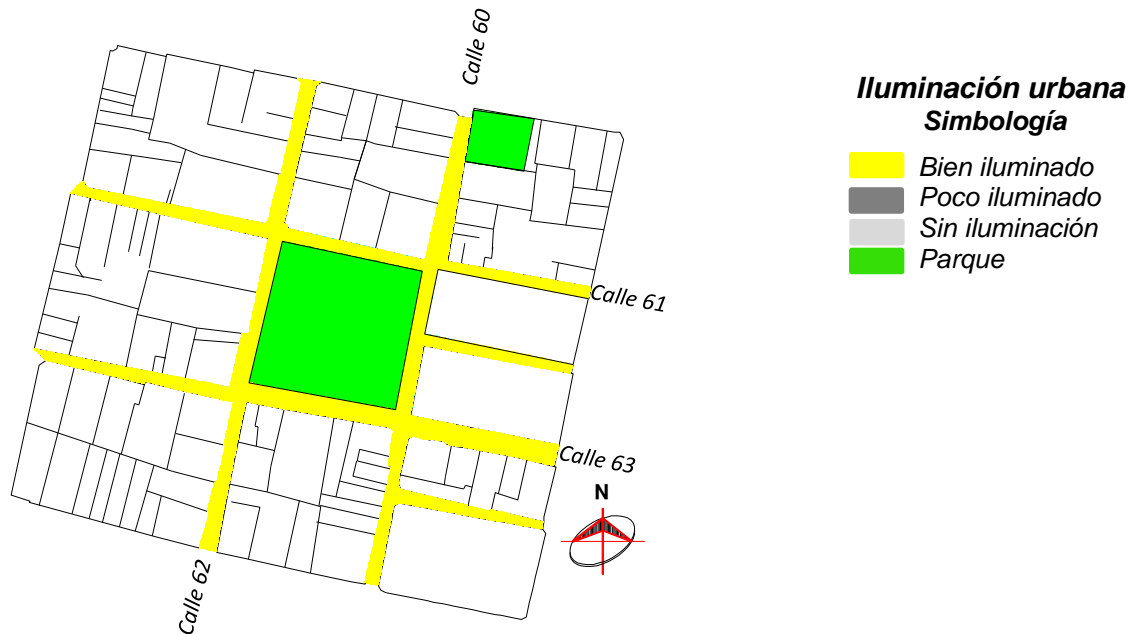 Calle 60
Iluminación urbana
Simbología
Bien iluminado
Poco iluminado
Sin iluminación
Parque
Calle 61
Calle 63
N
Calle 62